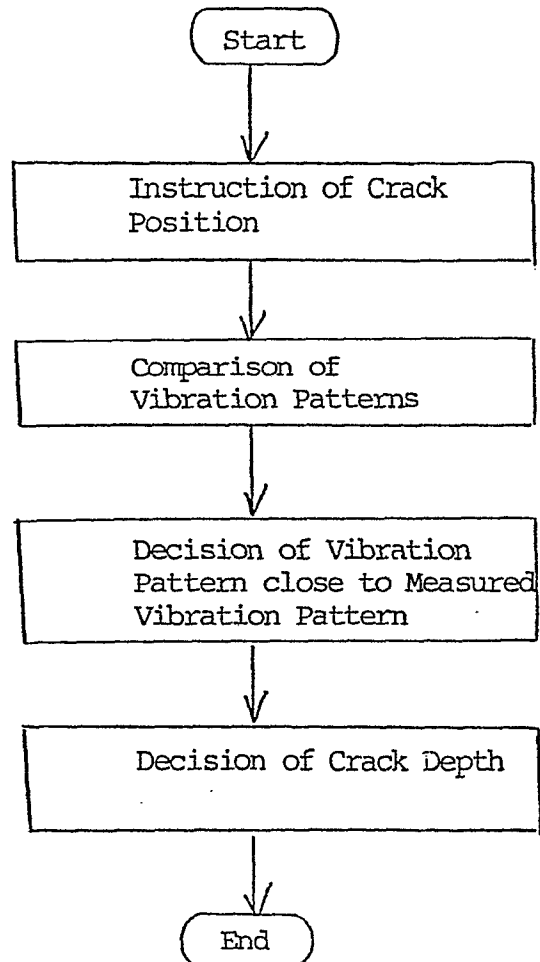 Start
Instruction of Crack
Position
Comparison of
Vibration Patterns
Decision of Vibration
Pattern close to Measured
Vibration Pattern
Decision of Crack Depth
End